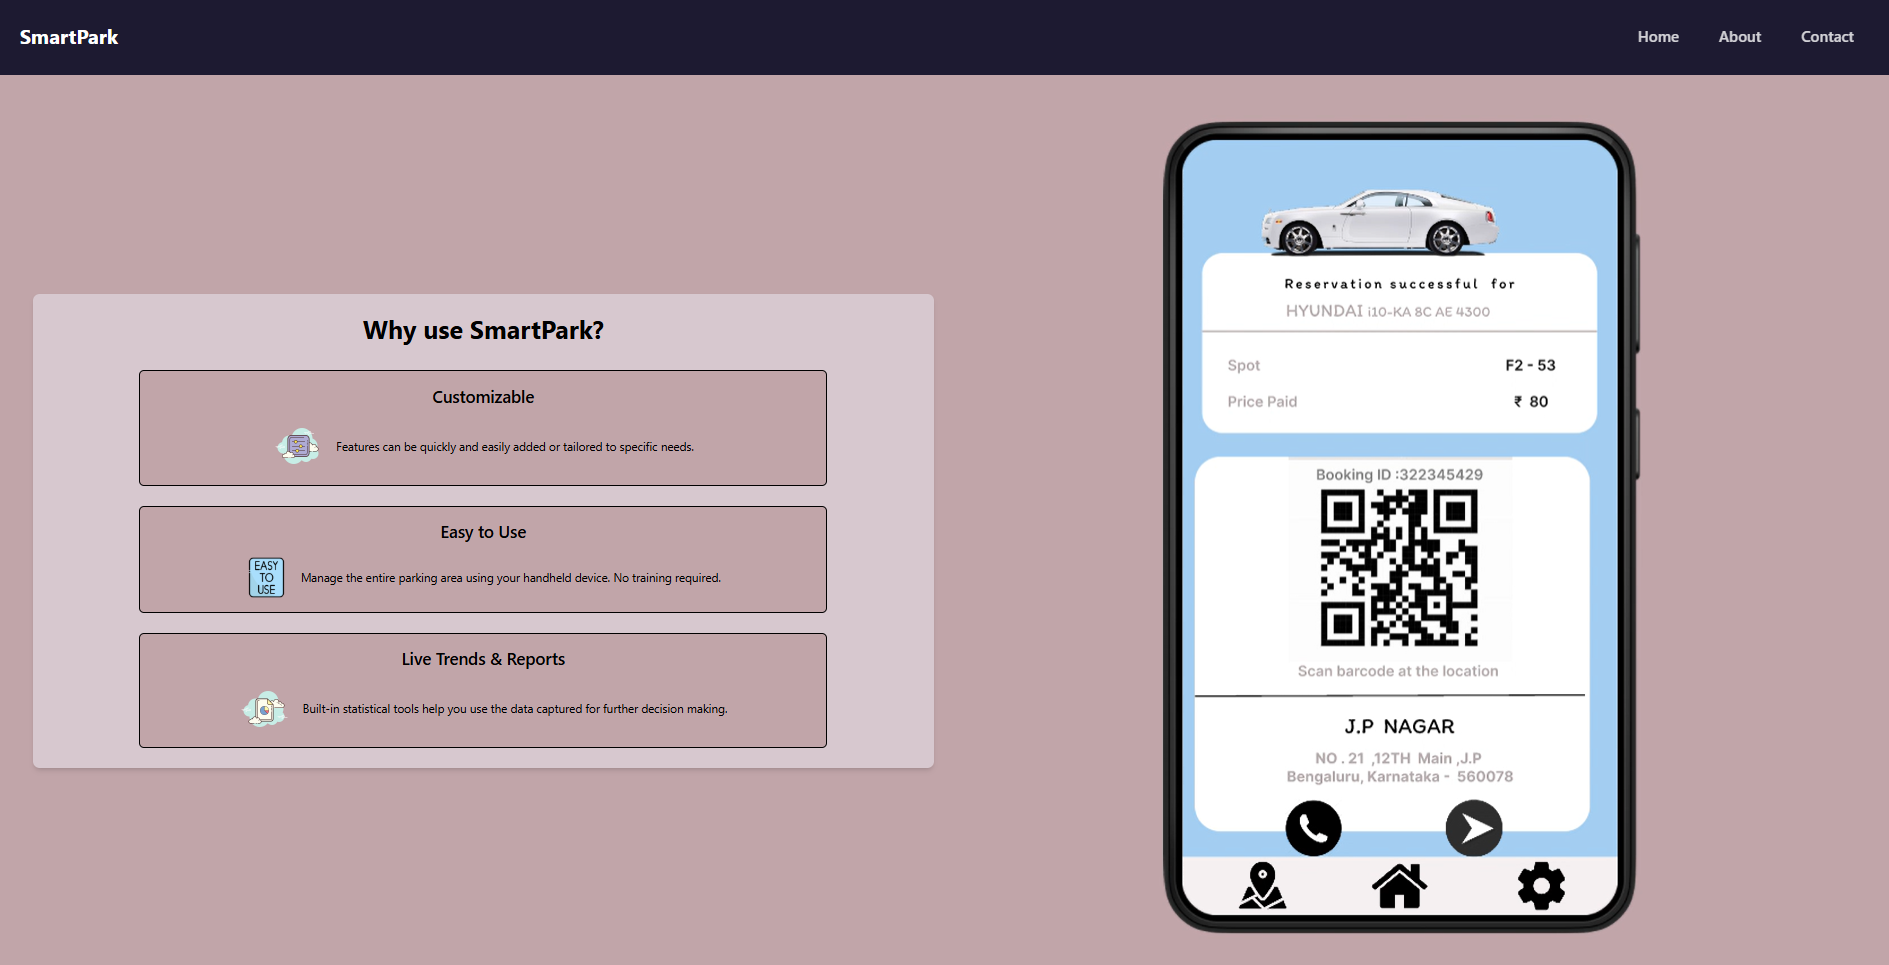 SmartPark
Home
About
Contact
Why use SmartPark?
Customizable
Features can be quickly and easily added or tailored to specific needs.
Easy to Use
EASY
TO
USE
Manage the entire parking area using your handheld device. No training required.
Live Trends & Reports
Built-in statistical tools help you use the data captured for further decision making.
Reservation successful for
HYUNDAI i10-KA 8C AE 4300
Spot F2 - 53
Price Paid ₹ 80
Booking ID :322345429
Scan barcode at the location
J.P NAGAR
NO . 21 ,12TH Main ,J.P
Bengaluru, Karnataka - 560078